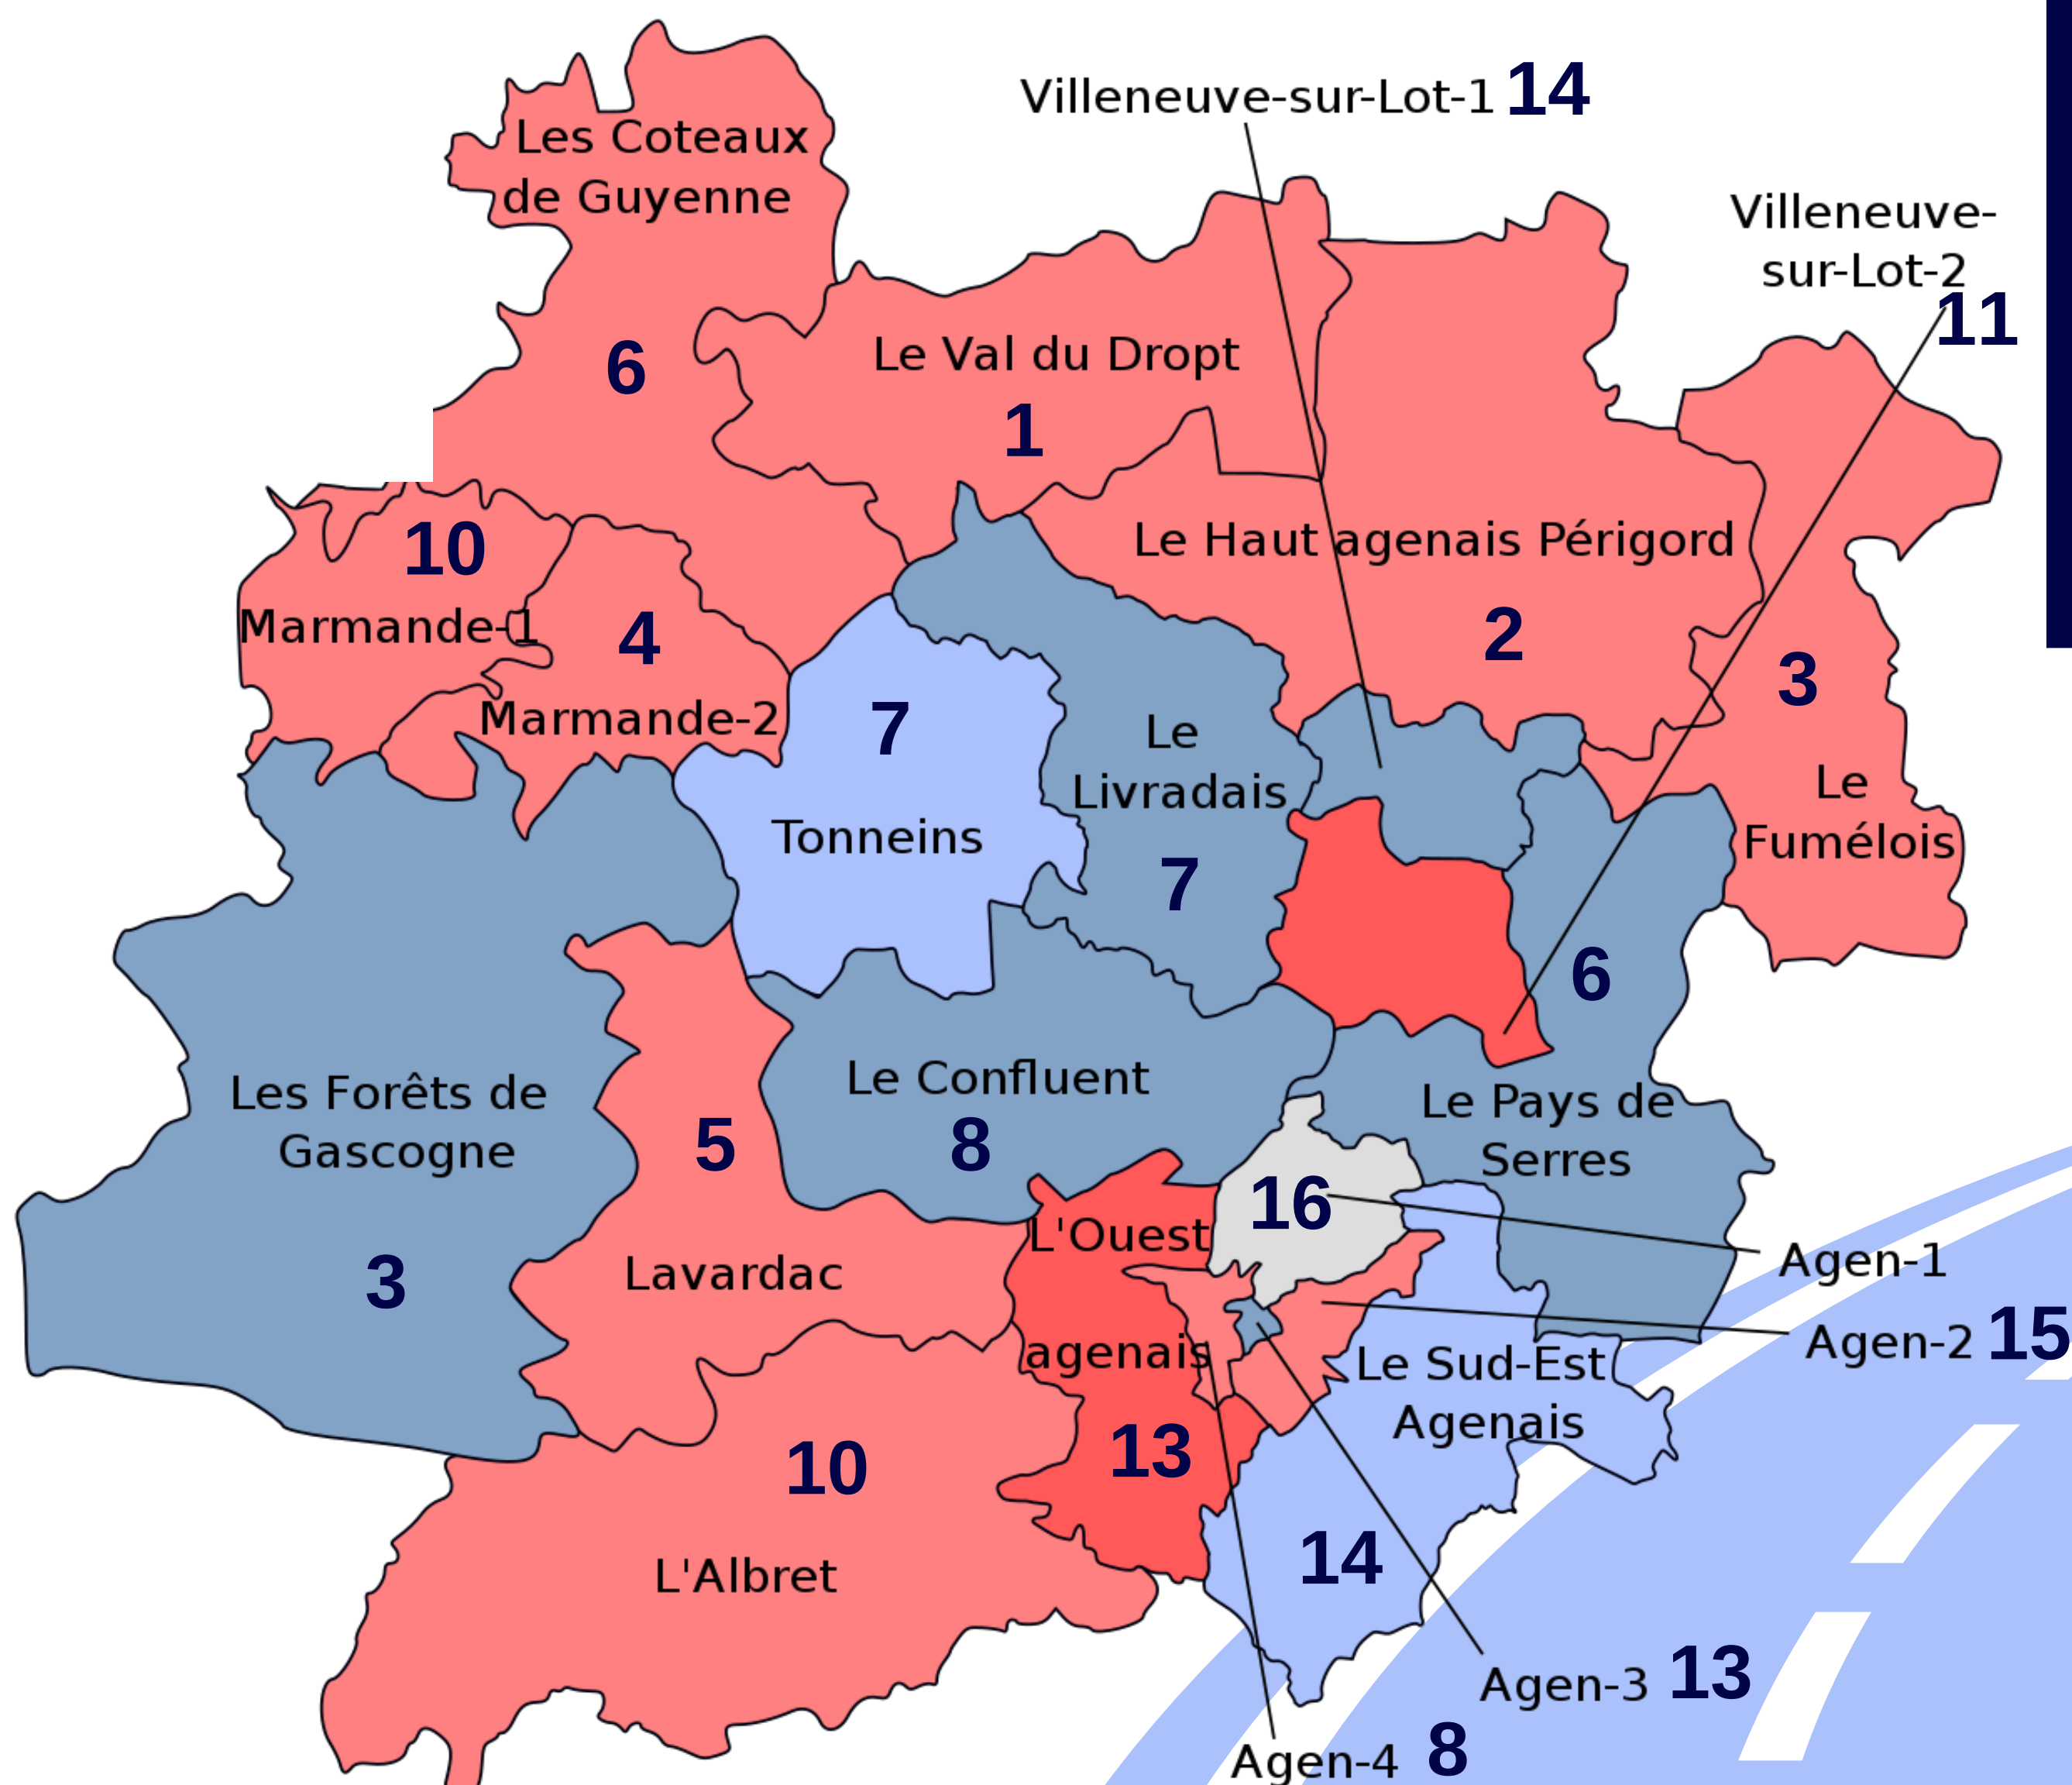 Villeneuve-sur-Lot-1 14
Les Coteaux
de Guyenne
Villeneuve-
sur-Lot-2
11
6
Le Val du Dropt
1
10
Le Haut agenais Périgord
Marmande-1
4
2
3
Marmande-2
7
Le
Livradais
Le
Fumélois
Tonneins
7
6
Les Forêts de
Gascogne
Le Confluent
Le Pays de
Serres
5
8
16
L'Ouest
agenais
Agen-1
3
Lavardac
Agen-2 15
Le Sud-Est
Agenais
10
13
L'Albret
14
Agen-3 13
Agen-4 8